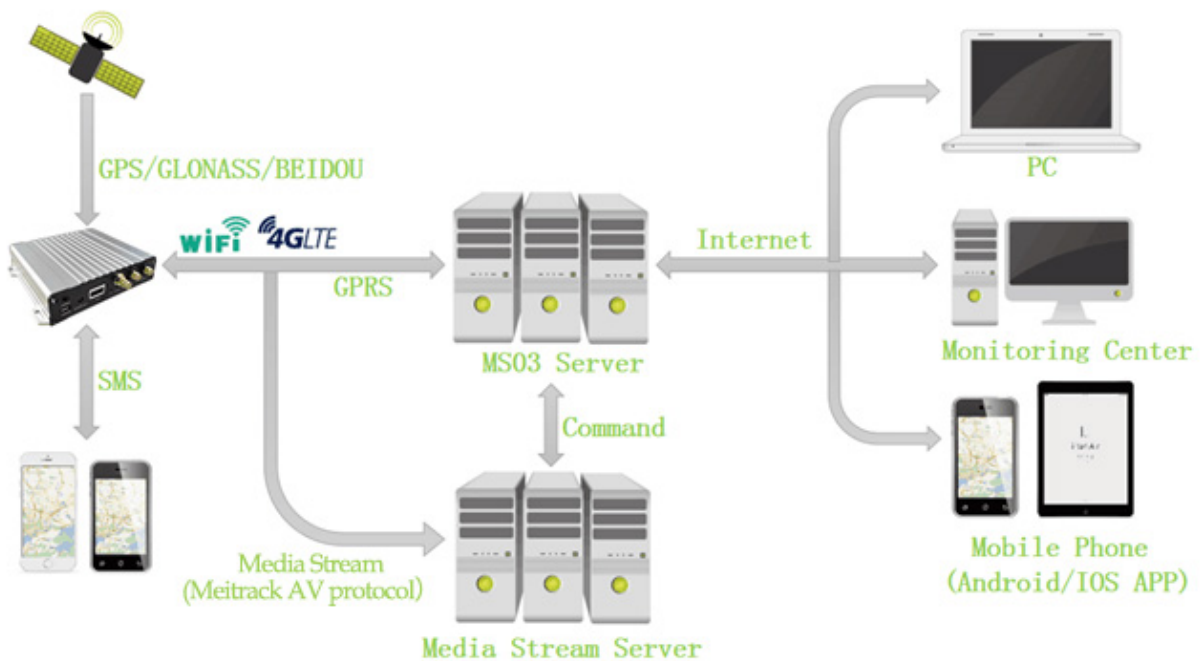 GPS/GLONASS/BEIDOU
WiFi 4GLTE
GPRS
SMS
MS03 Server
Command
Media Stream
(Meitrack AV protocol)
Media Stream Server
Internet
PC
Monitoring Center
Mobile Phone
(Android/IOS APP)